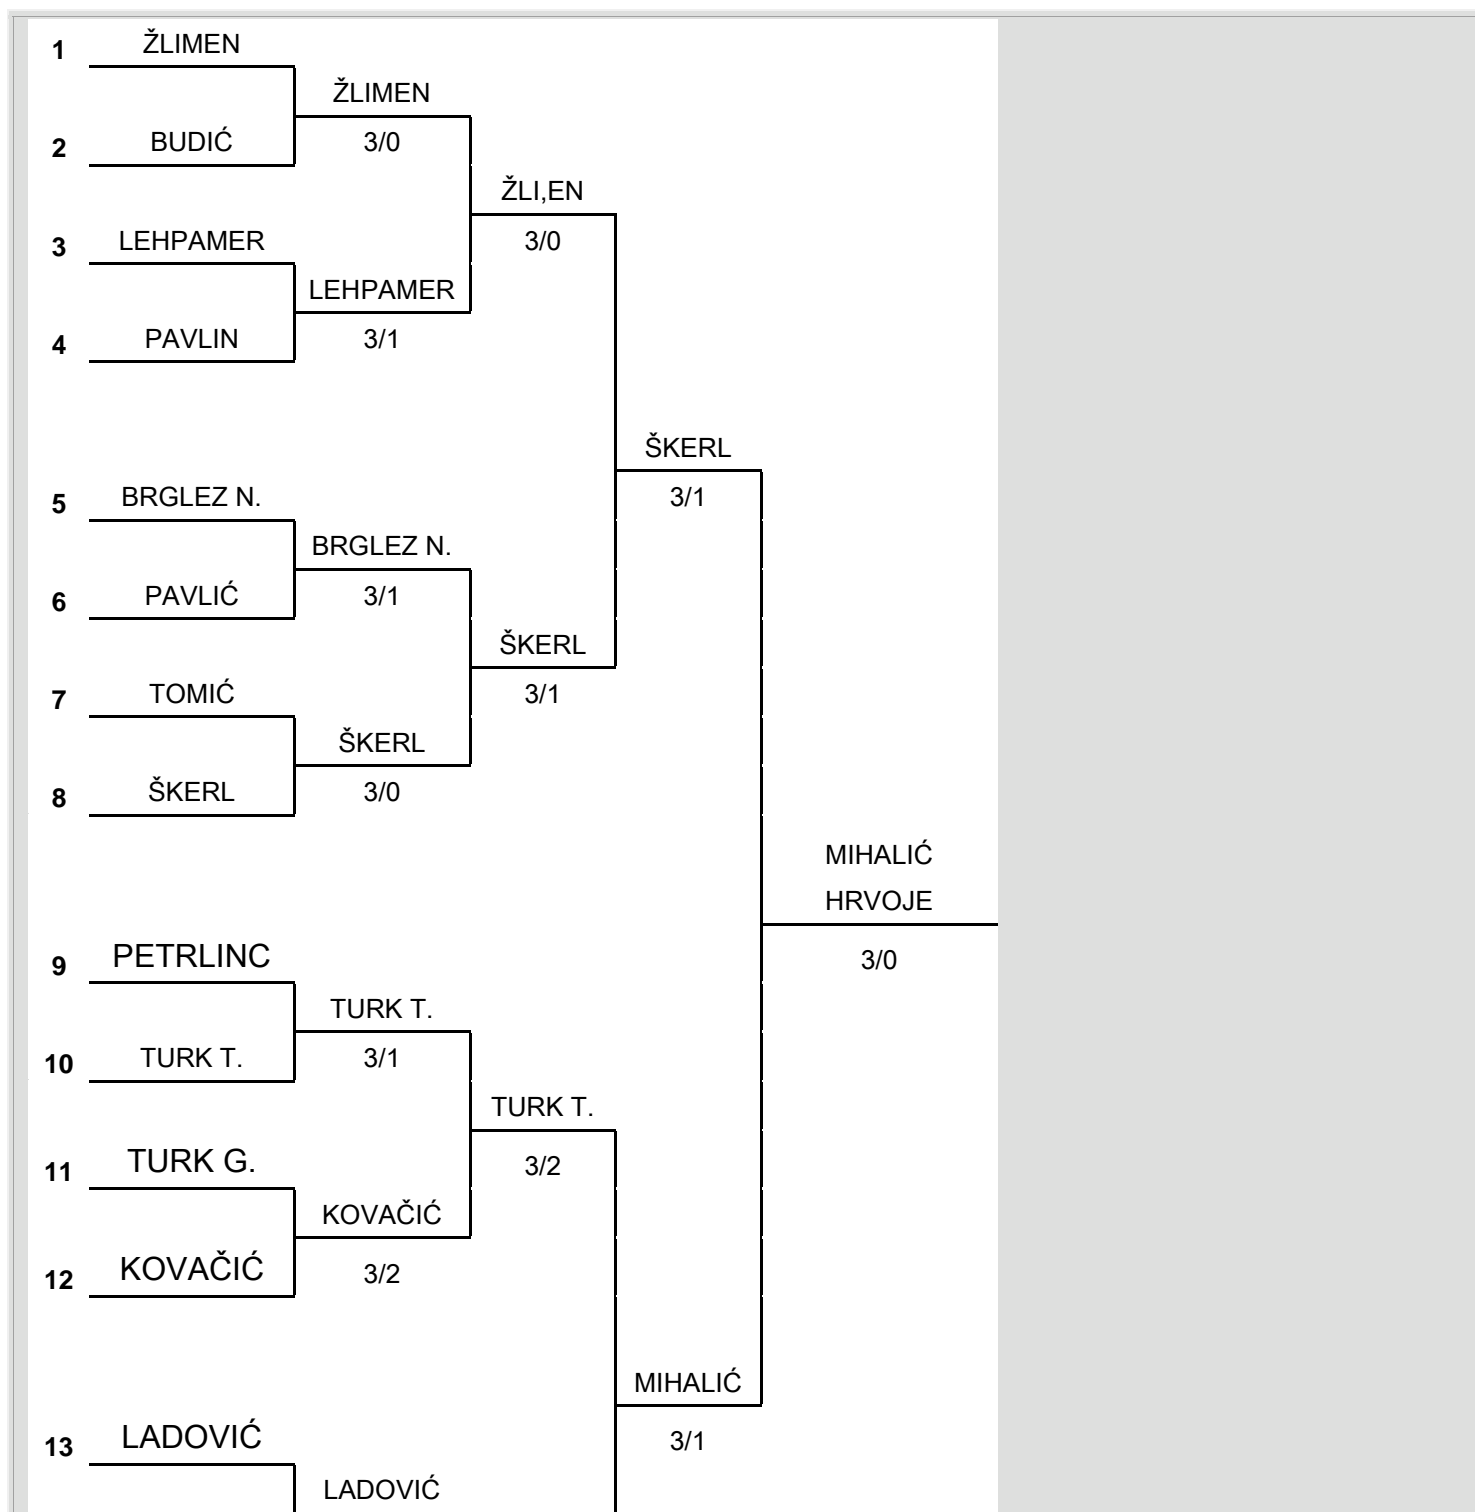 1 ŽLIMEN
ŽLIMEN
2 BUDIĆ 3/0
ŽLI,EN
3 LEHPAMER 3/0
LEHPAMER
4 PAVLIN 3/1
ŠKERL
5 BRGLEZ N. 3/1
BRGLEZ N.
6 PAVLIĆ 3/1
ŠKERL
7 TOMIĆ 3/1
ŠKERL
8 ŠKERL 3/0
MIHALIĆ
HRVOJE
9 PETRLINC 3/0
TURK T.
10 TURK T. 3/1
TURK T.
11 TURK G. 3/2
KOVAČIĆ
12 KOVAČIĆ 3/2
MIHALIĆ
13 LADOVIĆ 3/1
LADOVIĆ